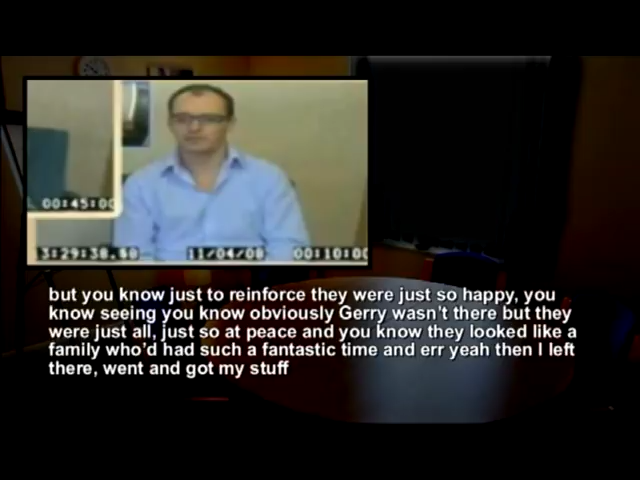 00:45:00
3:29:38.
11/04/08
00:10:00
but you know just to reinforce they were just so happy, you
know seeing you know obviously Gerry wasn't there but they
were just all, just so at peace and you know they looked like a
family who'd had such a fantastic time and err yeah then I left
there, went and got my stuff